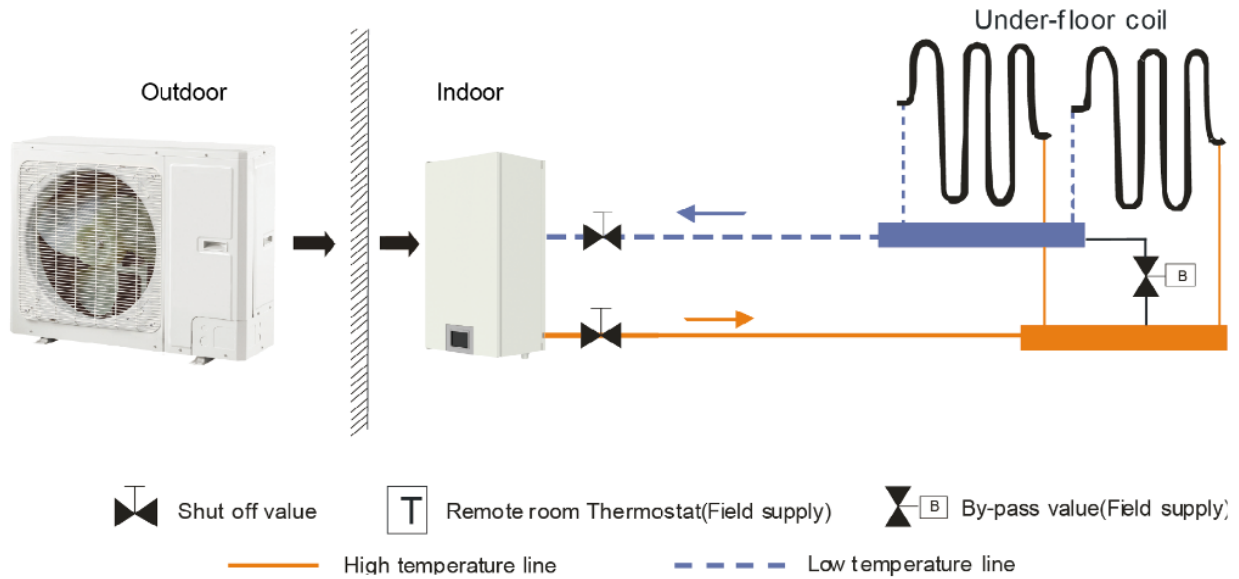 Under-floor coil
Outdoor
Indoor
B
Shut off value
T
Remote room Thermostat(Field supply)
B
By-pass value(Field supply)
High temperature line
Low temperature line